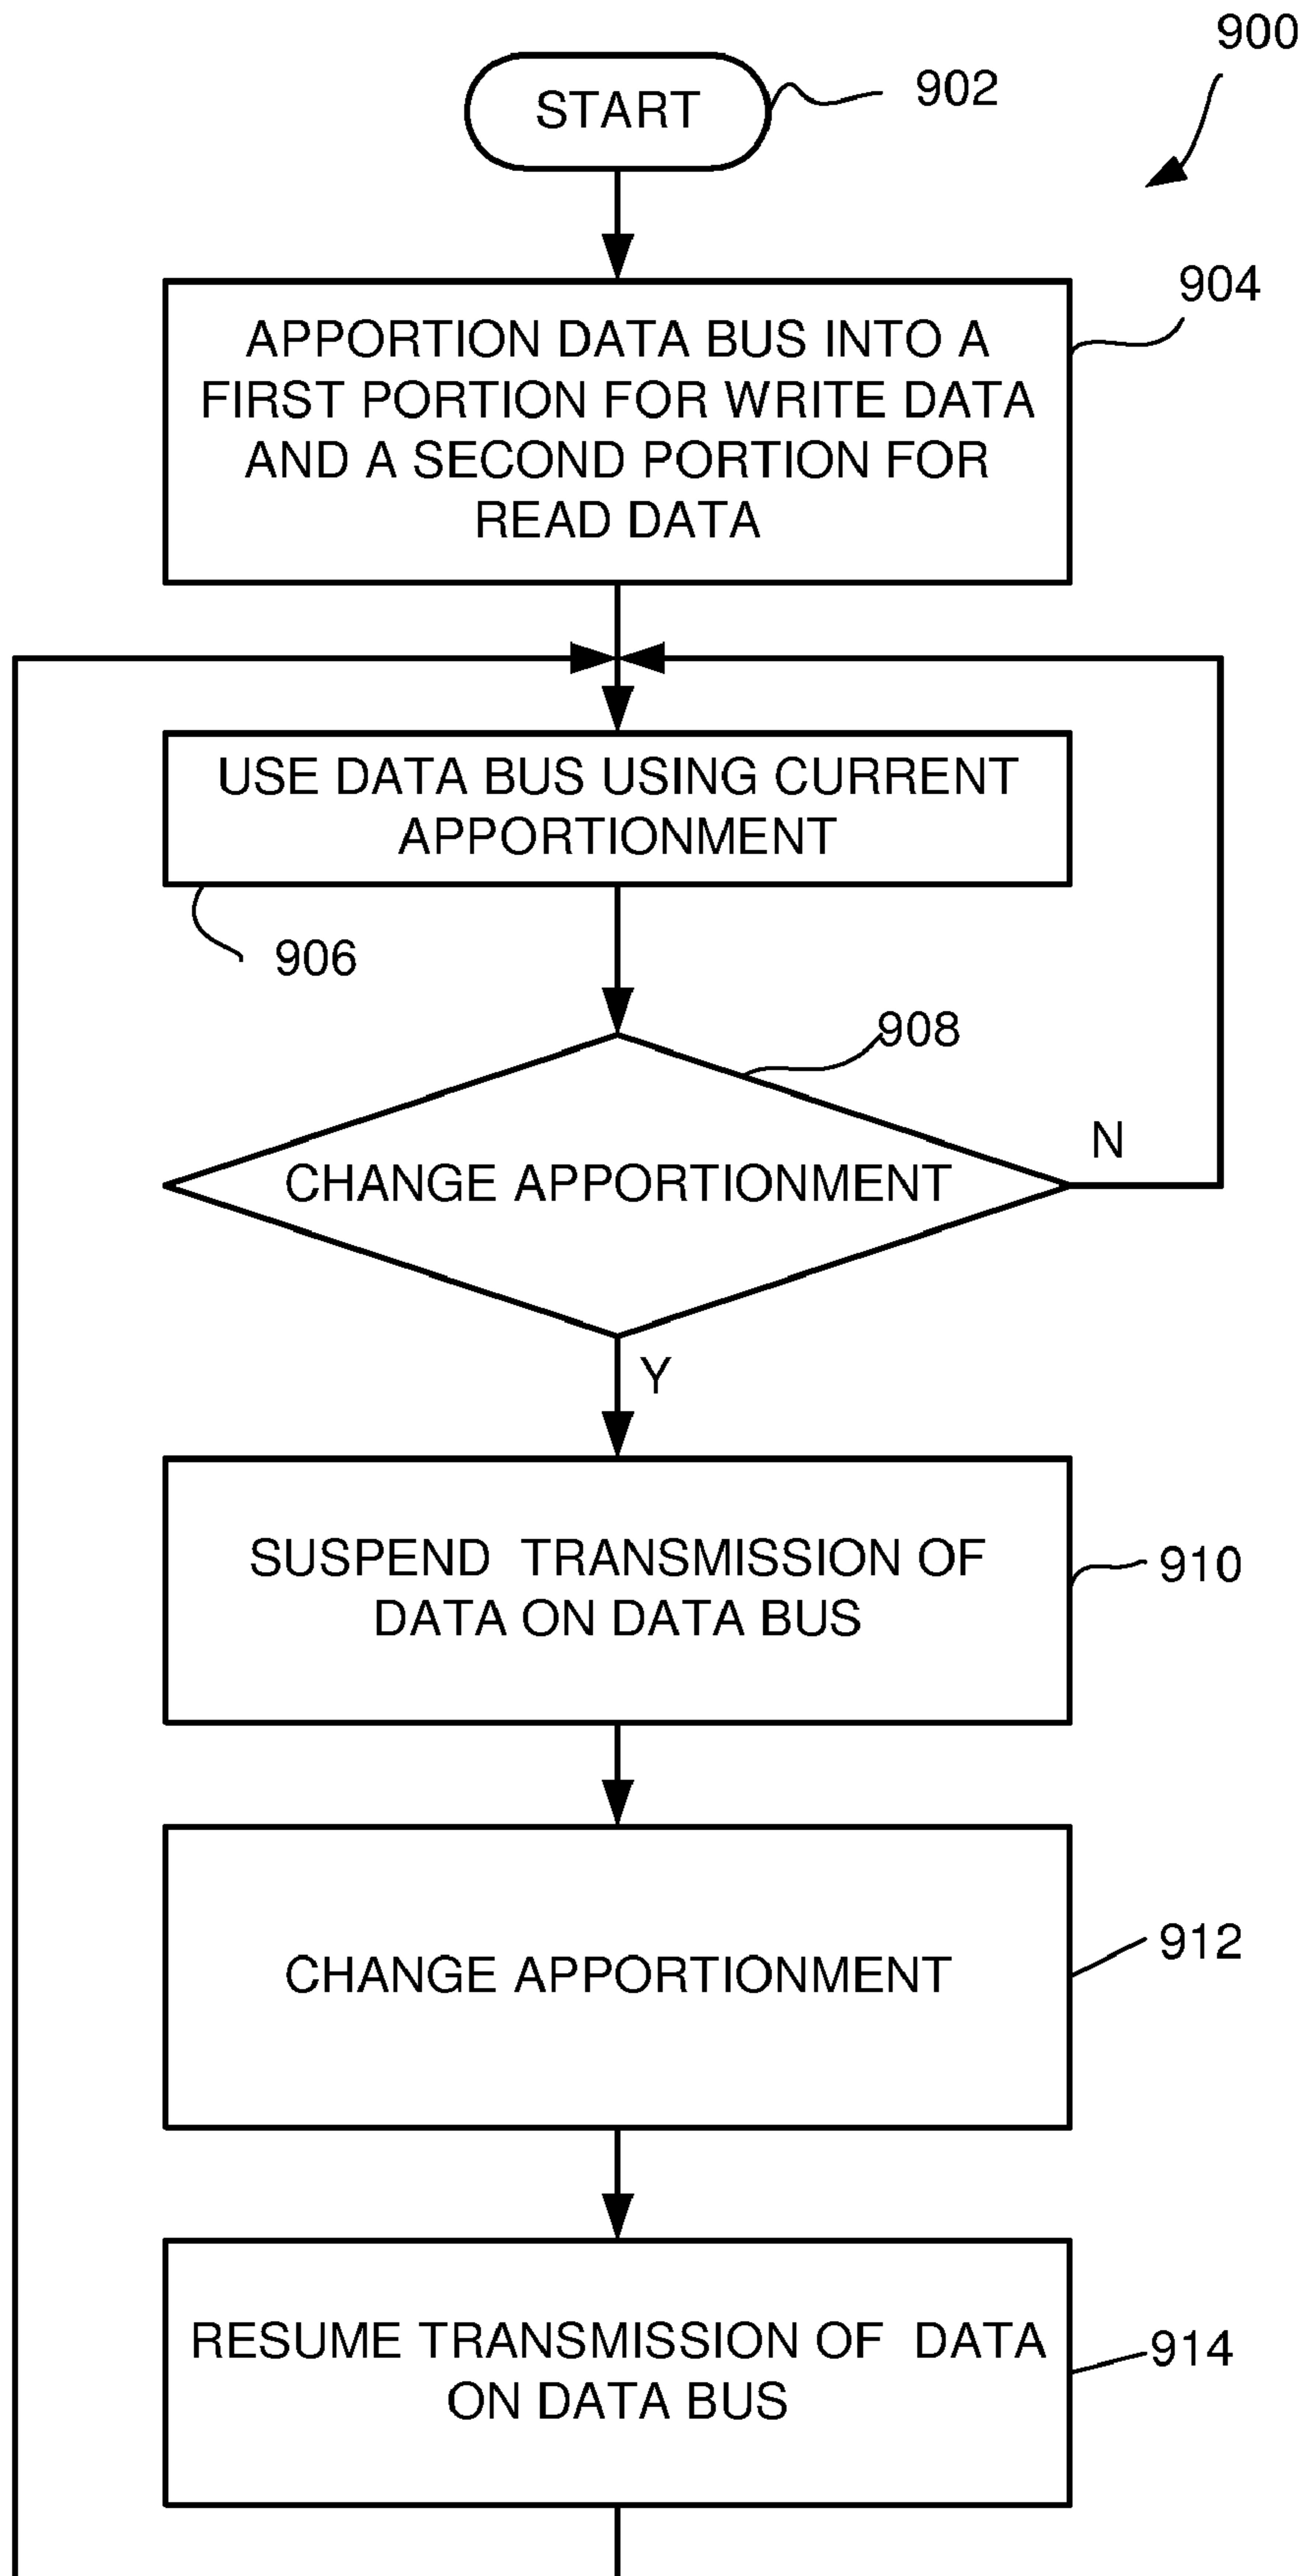 900
START
902
904
APPORTION DATA BUS INTO A
FIRST PORTION FOR WRITE DATA
AND A SECOND PORTION FOR
READ DATA
USE DATA BUS USING CURRENT
APPORTIONMENT
906
908
CHANGE APPORTIONMENT
N
Y
SUSPEND TRANSMISSION OF
DATA ON DATA BUS
910
CHANGE APPORTIONMENT
912
RESUME TRANSMISSION OF DATA
ON DATA BUS
914